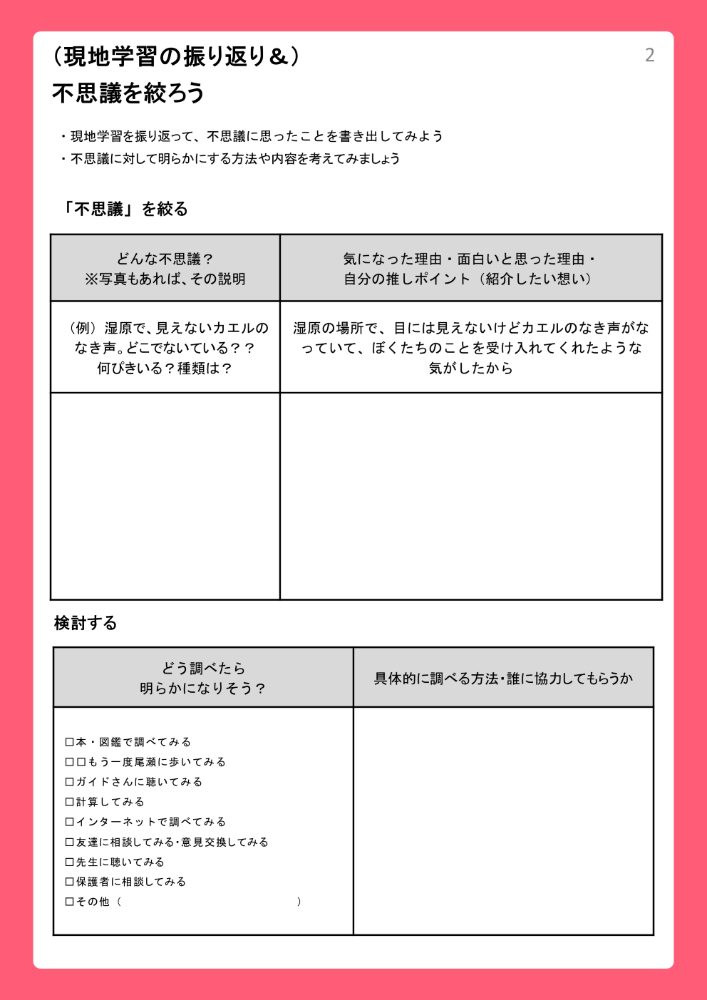 （現地学習の振り返り＆）
2
不思議を絞ろう
・現地学習を振り返って、不思議に思ったことを書き出してみよう
・不思議に対して明らかにする方法や内容を考えてみましょう
「不思議」を絞る
どんな不思議？
※写真もあれば、その説明
気になった理由・面白いと思った理由・
自分の推しポイント（紹介したい想い）
（例）湿原で、見えないカエルの
なき声。どこでないている？？
何ぴきいる？種類は？
湿原の場所で、目には見えないけどカエルのなき声がな
っていて、ぼくたちのことを受け入れてくれたような
気がしたから
検討する
どう調べたら
明らかになりそう？
具体的に調べる方法・誰に協力してもらうか
□本・図鑑で調べてみる
□□もう一度尾瀬に歩いてみる
□ガイドさんに聴いてみる
□計算してみる
□インターネットで調べてみる
□友達に相談してみる・意見交換してみる
□先生に聴いてみる
□保護者に相談してみる
□その他（　　　　　　　　　　　　　　　）